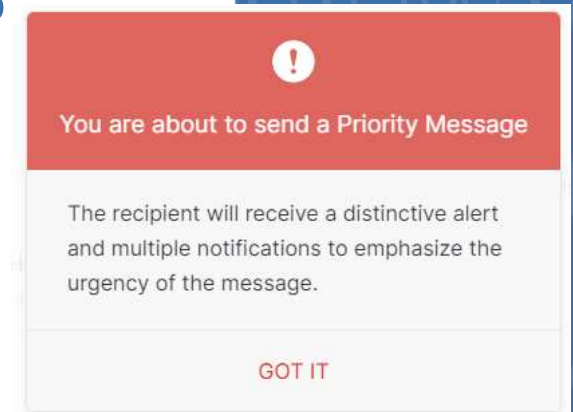 You are about to send a Priority Message
The recipient will receive a distinctive alert
and multiple notifications to emphasize the
urgency of the message.
GOT IT